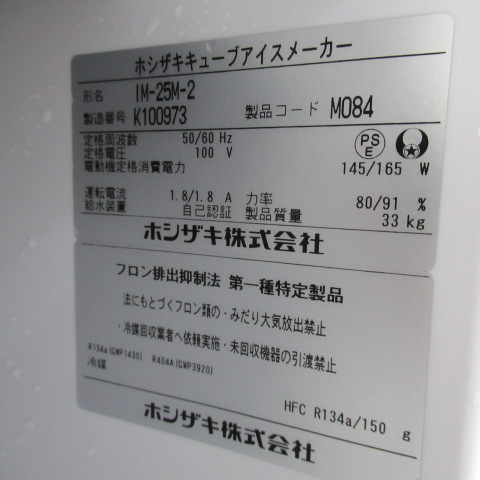 ホシザキキューブアイスメーカー
形名 IM-25M-2
製造番号 K100973 製品コード M084
定格周波数 50/60 Hz
定格電圧 100 V
電動機定格消費電力 145/165 W
PS E
運転電流 1.8/1.8 A 力率 80/91 %
給水装置 自己認証 製品質量 33 kg
ホシザキ株式会社
フロン排出抑制法 第一種特定製品
法にもとづくフロン類の・みだり大気放出禁止
・冷媒回収業者へ依頼実施・未回収機器の引渡禁止
R134a(GWP1430) R404A(GWP3920)
冷媒 HFC R134a/150 g
ホシザキ株式会社